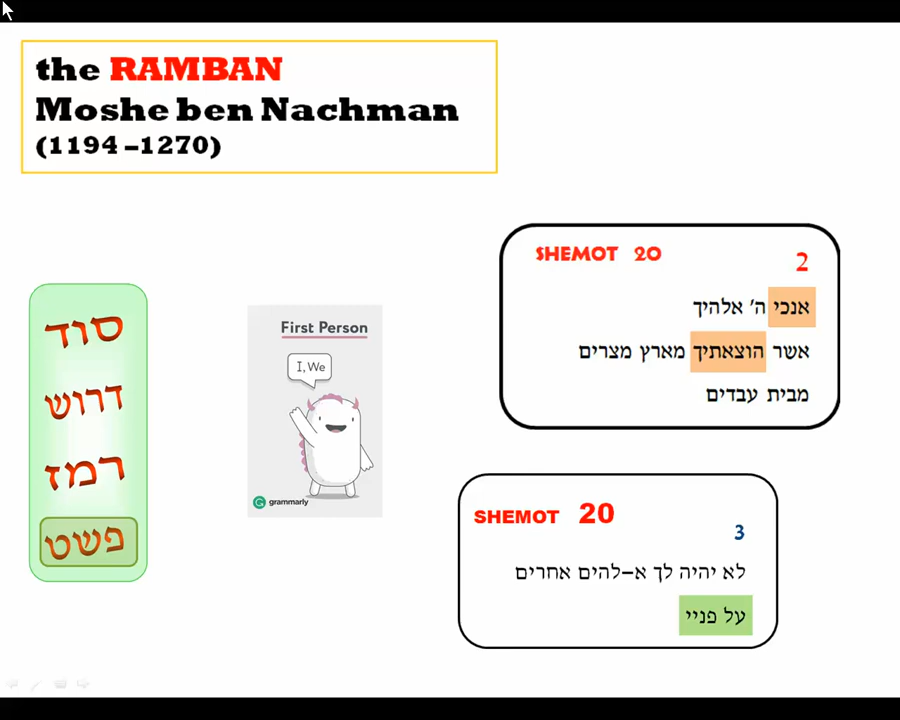 the RAMBAN
Moshe ben Nachman
(1194 –1270)
סוד
דרוש
רמז
פשט
First Person
I, We
grammarly
SHEMOT 20
2
אנכי ה' אלהיך
אשר הוצאתיך מארץ מצרים
מבית עבדים
SHEMOT 20
3
לא יהיה לך א–להים אחרים
על פניי